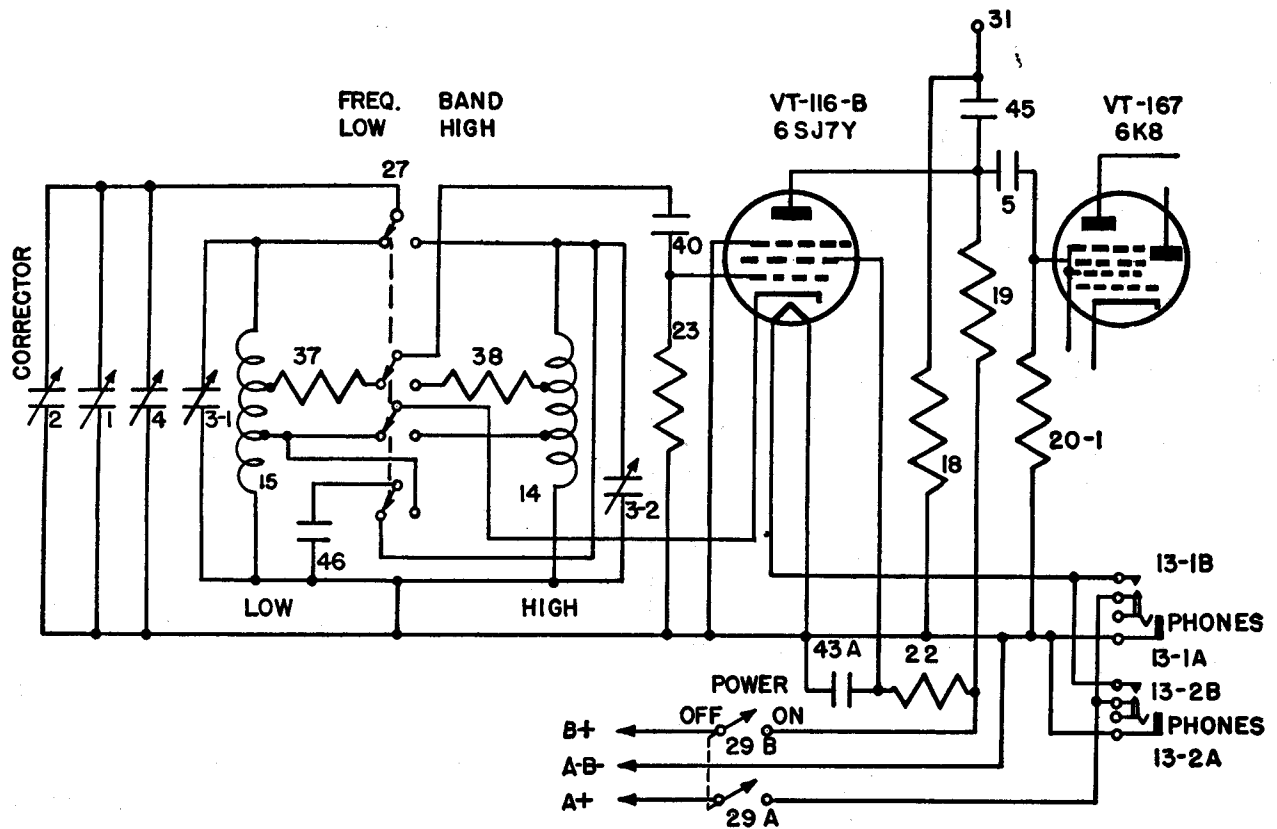 31
FREQ. BAND
LOW HIGH
VT-116-B
6SJ7Y
45
VT-167
6K8
27
5
40
CORRECTOR
19
23
37
38
2
1
4
3-1
20-1
18
15
14
3-2
46
13-1B
LOW
HIGH
PHONES
13-1A
43A
22
13-2B
POWER
OFF ON
PHONES
B+
29B
13-2A
A-B-
A+
29A